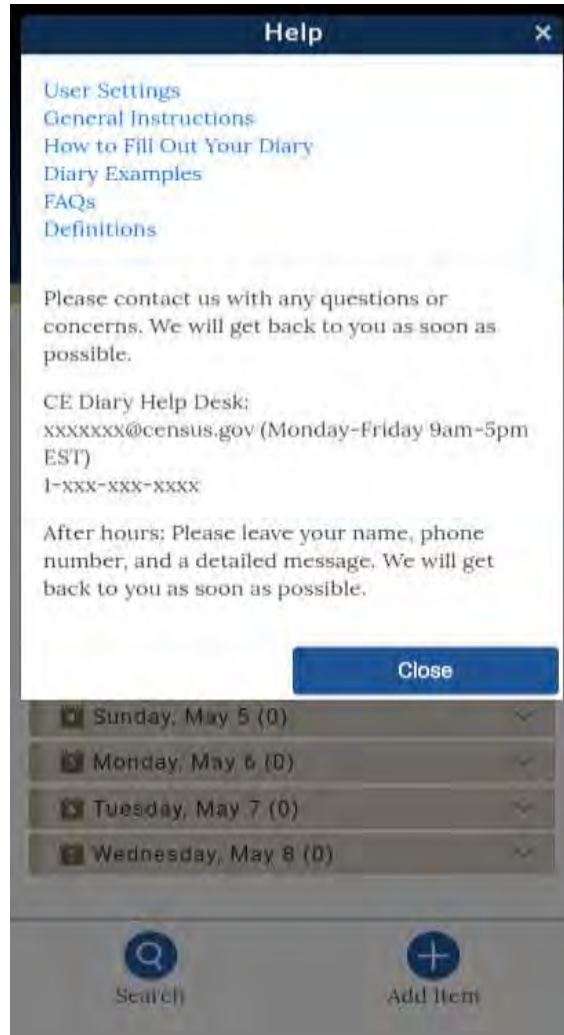 Help ×
User Settings
General Instructions
How to Fill Out Your Diary
Diary Examples
FAQs
Definitions
Please contact us with any questions or
concerns. We will get back to you as soon as
possible.
CE Diary Help Desk:
xxxxxxx@census.gov (Monday-Friday 9am-5pm
EST)
1-xxx-xxx-xxxx
After hours: Please leave your name, phone
number, and a detailed message. We will get
back to you as soon as possible.
Close
Sunday, May 5 (0)
Monday, May 6 (0)
Tuesday, May 7 (0)
Wednesday, May 8 (0)
Search
Add Item